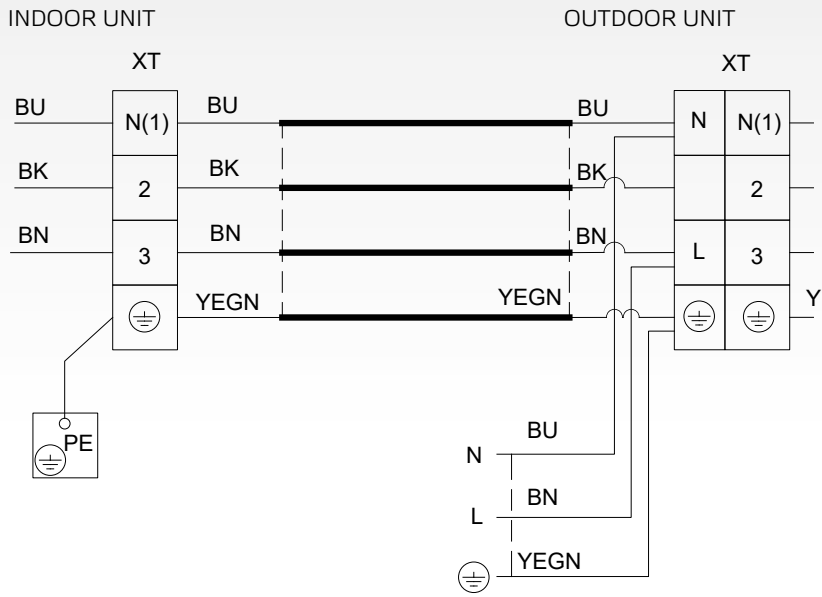 INDOOR UNIT OUTDOOR UNIT
XT XT
BU N(1) BU BU N N(1)
BK 2 BK BK 2
BN 3 BN BN L 3
YEGN YEGN Y
PE
N BU
L BN
YEGN